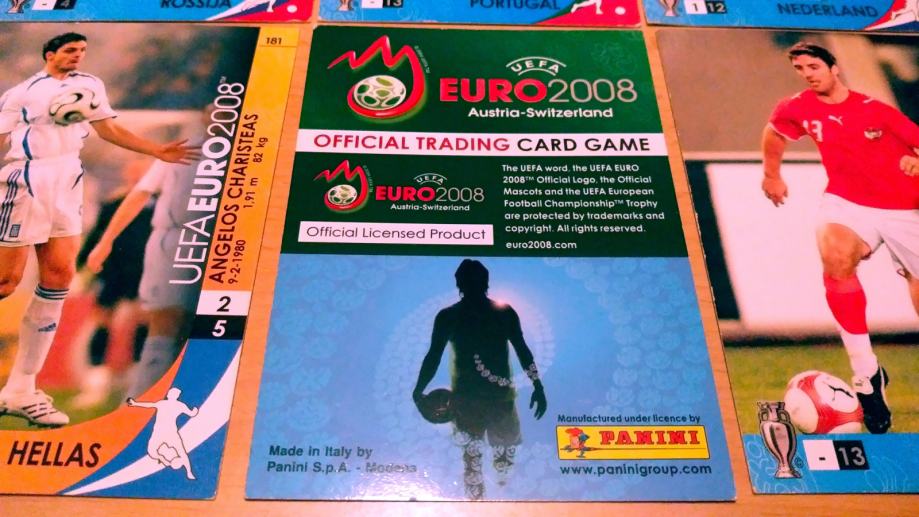 4
ROSSIJA
- 13
PORTUGAL
1 12
NEDERLAND
181
UEFA EURO2008™
ANGELOS CHARISTEAS
9-2-1980 1,91 m 82 kg
2
5
HELLAS
UEFA
EURO2008
Austria-Switzerland
OFFICIAL TRADING CARD GAME
UEFA
EURO2008
Austria-Switzerland
Official Licensed Product
The UEFA word, the UEFA EURO
2008™ Official Logo, the Official
Mascots and the UEFA European
Football Championship™ Trophy
are protected by trademarks and
copyright. All rights reserved.
euro2008.com
Made in Italy by
Panini S.p.A. - Modena
Manufactured under licence by
PANINI
www.paninigroup.com
13
- 13